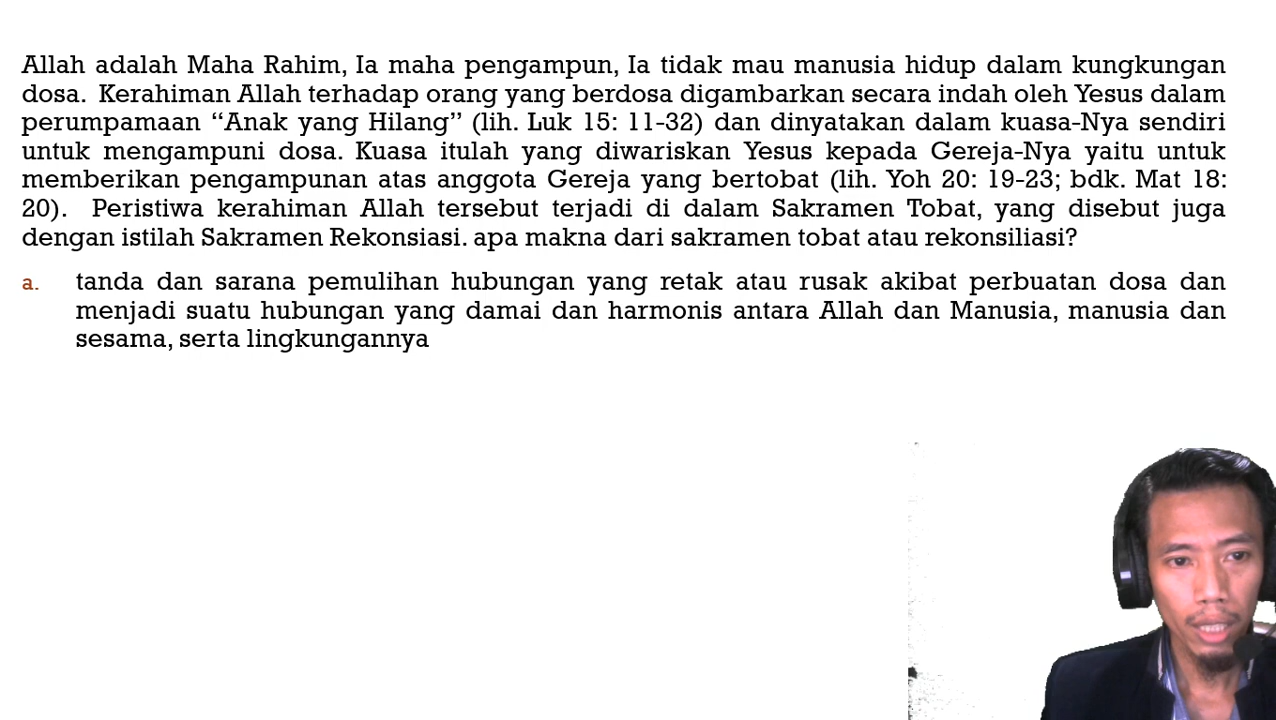 Allah adalah Maha Rahim, Ia maha pengampun, Ia tidak mau manusia hidup dalam kungkungan
dosa. Kerahiman Allah terhadap orang yang berdosa digambarkan secara indah oleh Yesus dalam
perumpamaan “Anak yang Hilang” (lih. Luk 15: 11-32) dan dinyatakan dalam kuasa-Nya sendiri
untuk mengampuni dosa. Kuasa itulah yang diwariskan Yesus kepada Gereja-Nya yaitu untuk
memberikan pengampunan atas anggota Gereja yang bertobat (lih. Yoh 20: 19-23; bdk. Mat 18:
20). Peristiwa kerahiman Allah tersebut terjadi di dalam Sakramen Tobat, yang disebut juga
dengan istilah Sakramen Rekonsiasi. apa makna dari sakramen tobat atau rekonsiliasi?
a. tanda dan sarana pemulihan hubungan yang retak atau rusak akibat perbuatan dosa dan
menjadi suatu hubungan yang damai dan harmonis antara Allah dan Manusia, manusia dan
sesama, serta lingkungannya